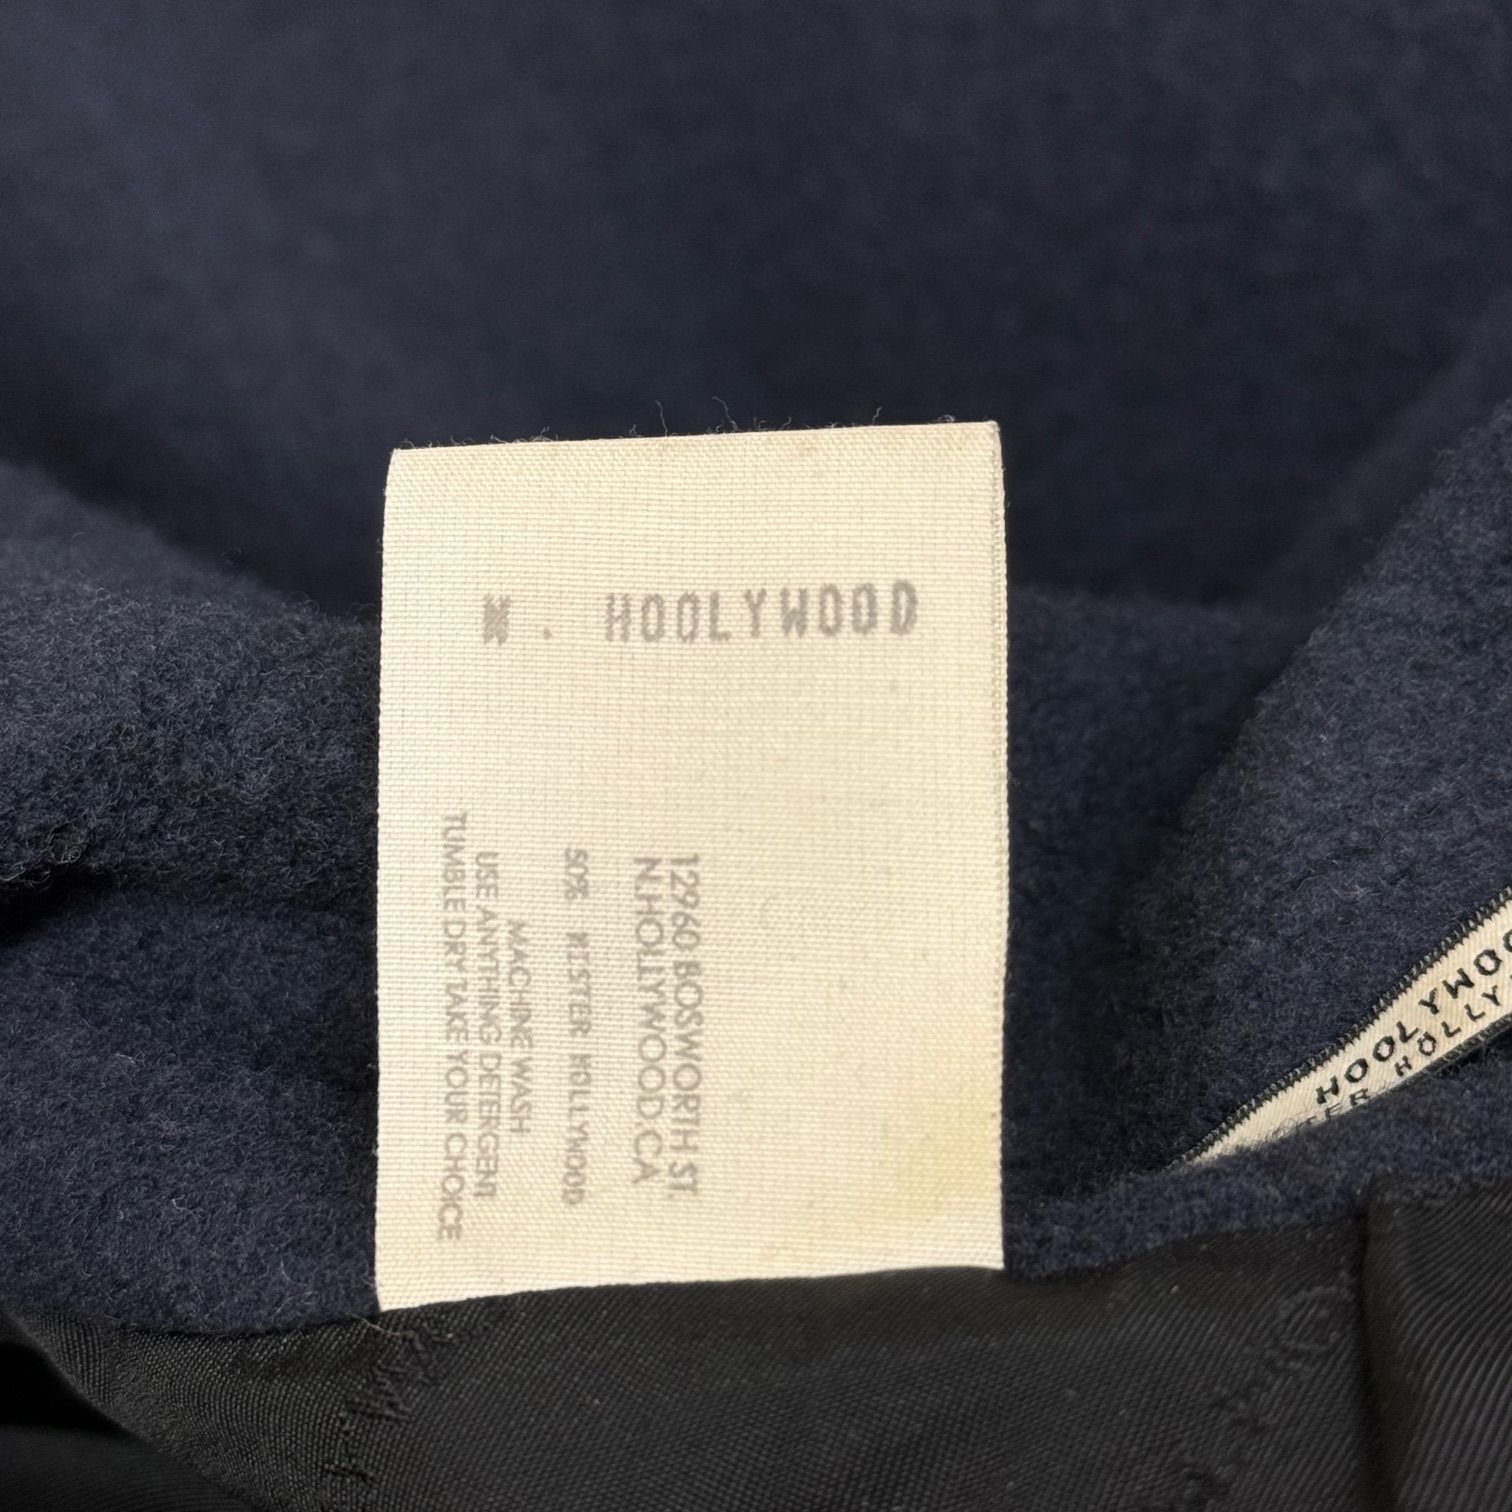 N. HOOLYWOOD
12960 BOSWORTH ST.
N.HOLLYWOOD.CA
50% MISTER HOLLYWOOD
MACHINE WASH
USE ANYTHING DETERGENT
TUMBLE DRY TAKE YOUR CHOICE
HOOLYWOO